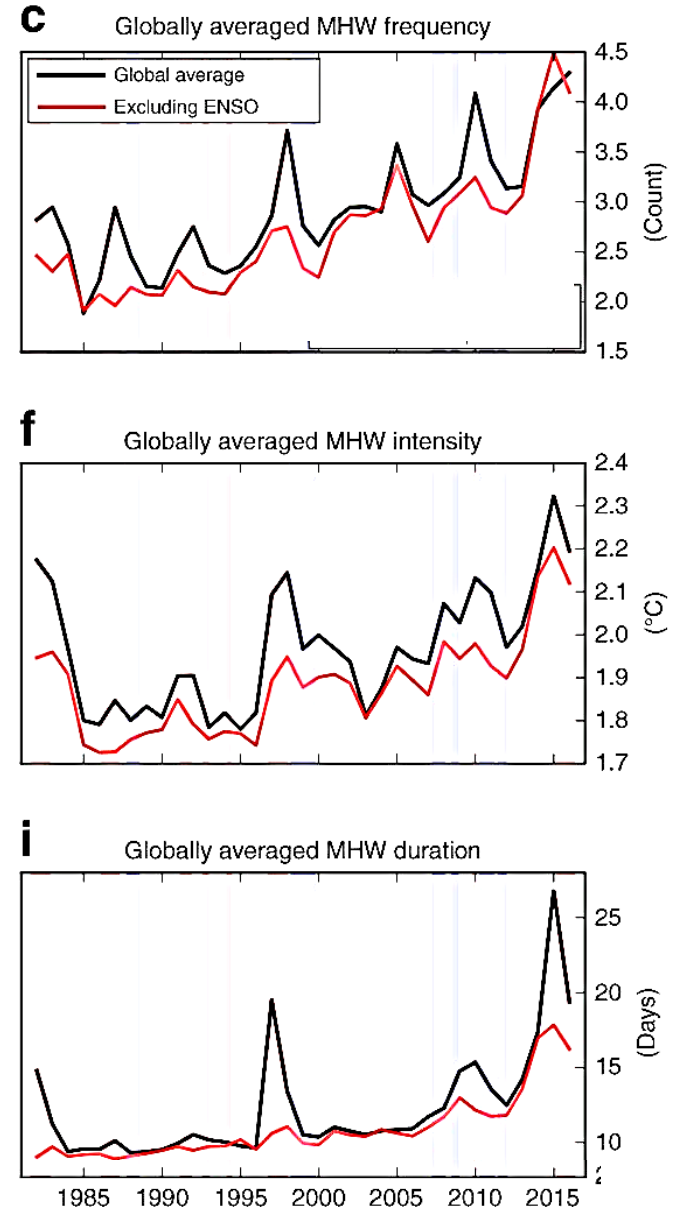 c
Globally averaged MHW frequency
Global average
Excluding ENSO
4.5
4.0
3.5
3.0
2.5
2.0
1.5
(Count)
f
Globally averaged MHW intensity
2.4
2.3
2.2
2.1
2.0
1.9
1.8
1.7
(°C)
i
Globally averaged MHW duration
25
20
15
10
(Days)
1985 1990 1995 2000 2005 2010 2015